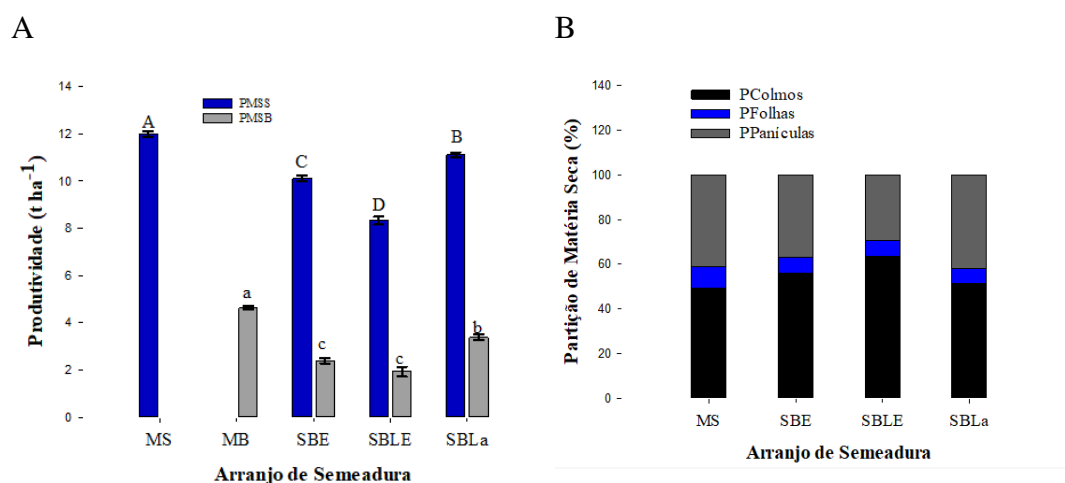 A
Produtividade (t ha-1)
14
12
10
8
6
4
2
0
PMSS
PMSB
A
a
C
c
D
c
B
b
MS MB SBE SBLE SBLa
Arranjo de Semeadura
B
Partição de Matéria Seca (%)
140
120
100
80
60
40
20
0
PColmos
PFolhas
PPanículas
MS SBE SBLE SBLa
Arranjo de Semeadura